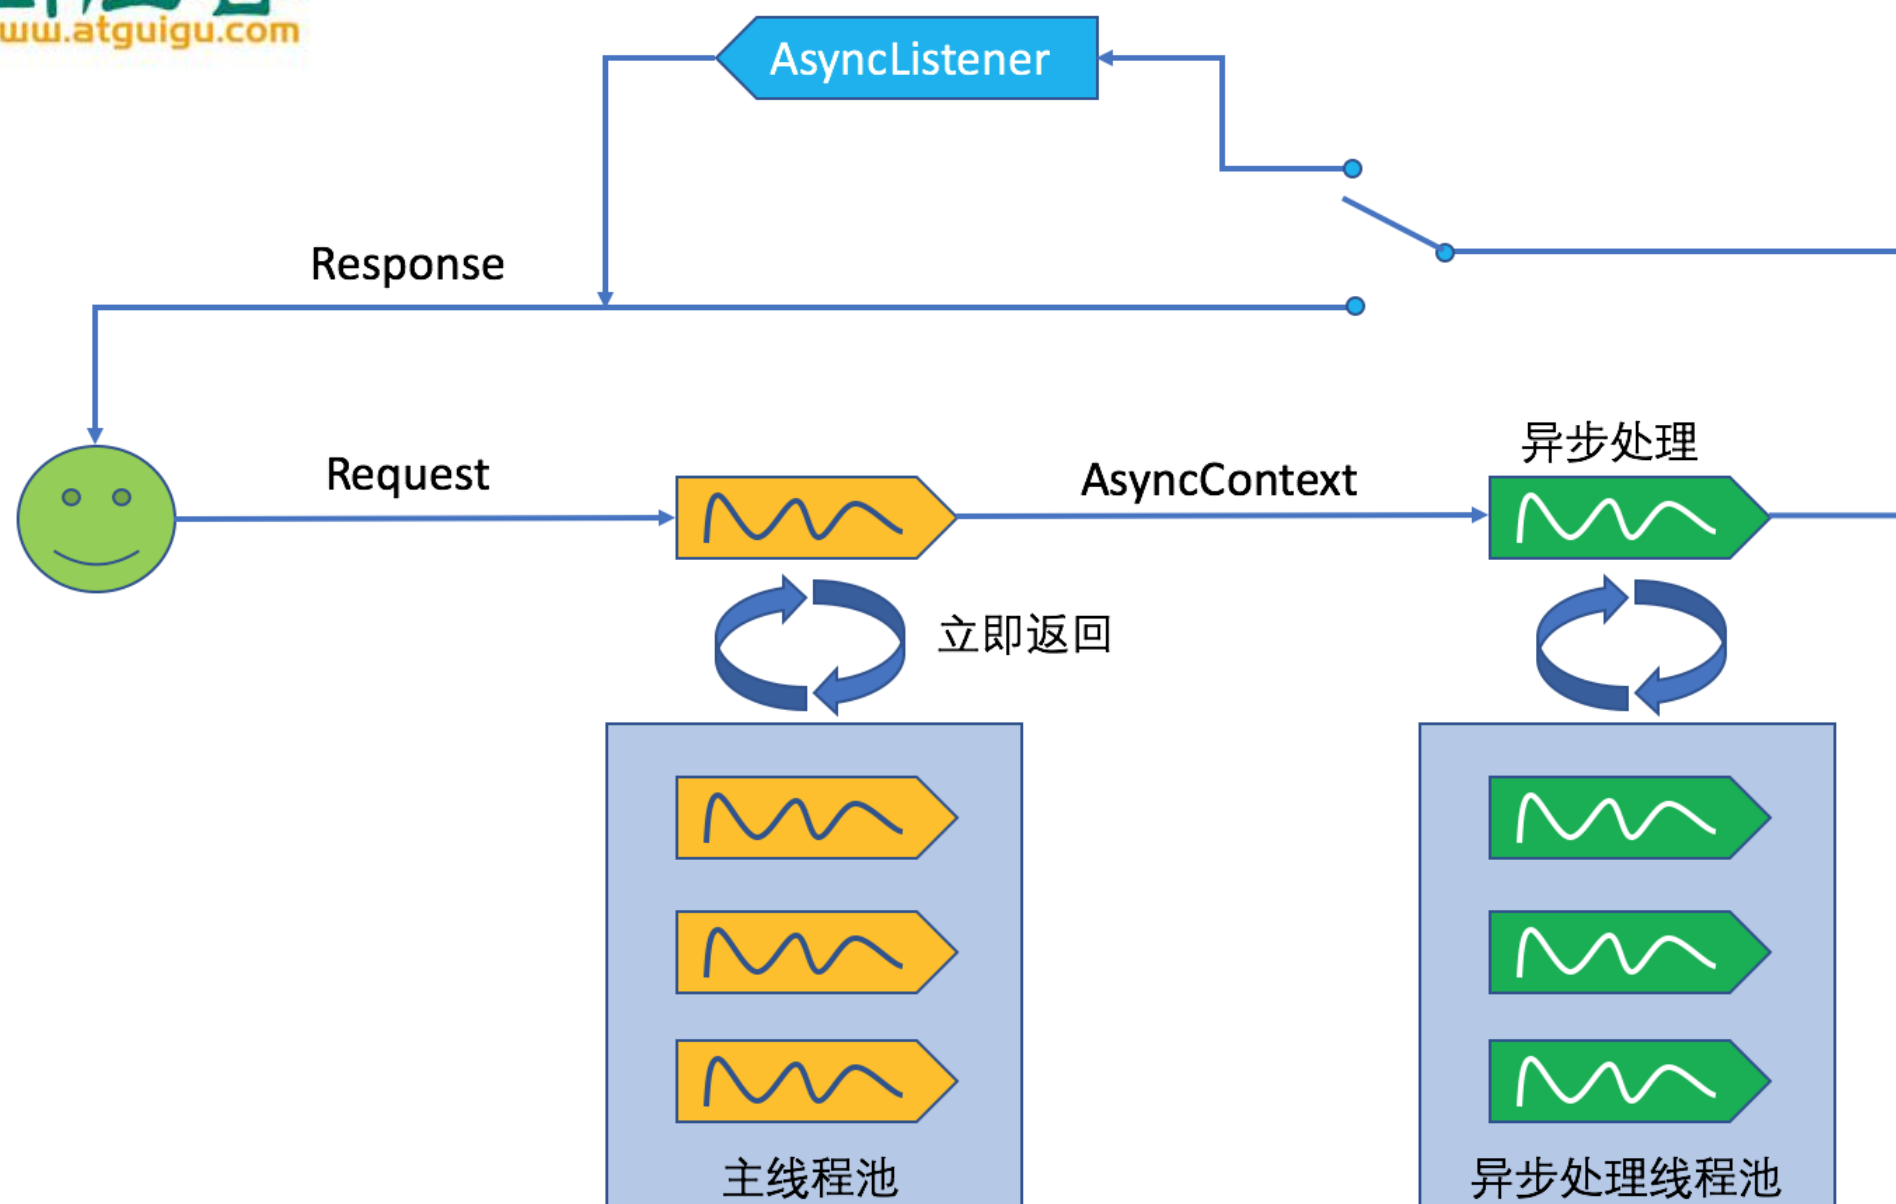 www.atguigu.com
AsyncListener
Response
Request
AsyncContext
异步处理
立即返回
主线程池
异步处理线程池